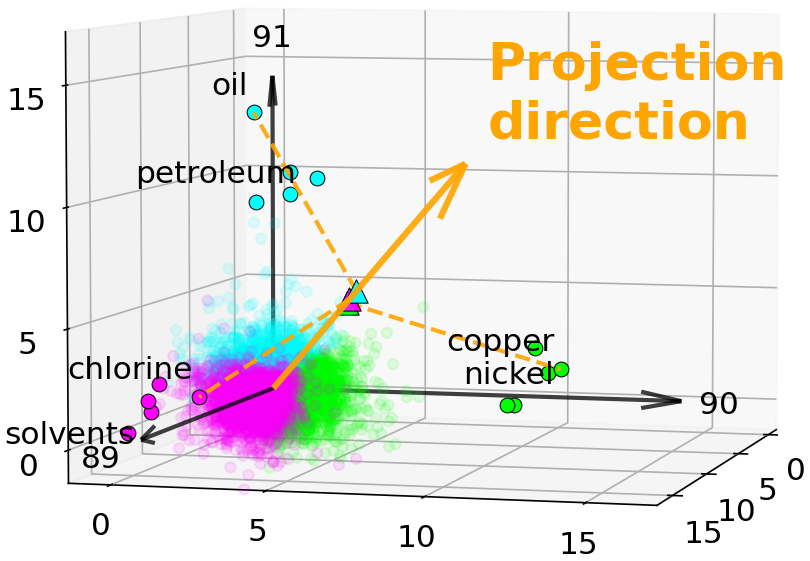 91
Projection
direction
oil
15
petroleum
10
5
copper
chlorine
nickel
90
solvents
89
0
0
5
10
15
0
5
10
15